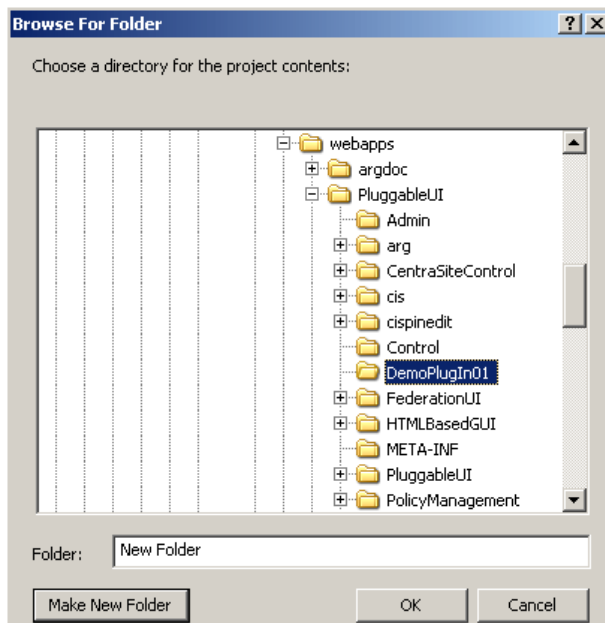 Browse For Folder
Choose a directory for the project contents:
webapps
argdoc
PluggableUI
Admin
arg
CentraSiteControl
cis
cispinedit
Control
DemoPlugIn01
FederationUI
HTMLBasedGUI
META-INF
PluggableUI
PolicyManagement
Folder: New Folder
Make New Folder OK Cancel